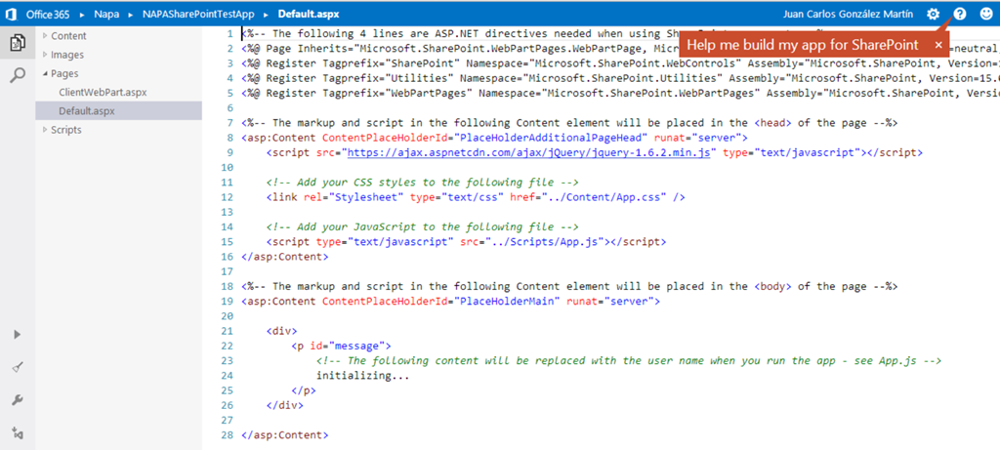 Office365 Napa NAPASharePointTestApp Default.aspx Juan Carlos González Martín
Help me build my app for SharePoint ×
Content
Images
Pages
ClientWebPart.aspx
Default.aspx
Scripts
1 <%-- The following 4 lines are ASP.NET directives needed when using
2 <%@ Page Inherits="Microsoft.SharePoint.WebPartPages.WebPartPage, =neutral
3 <%@ Register Tagprefix="SharePoint" Namespace="Microsoft.SharePoint.WebControls" Assembly="Microsoft.SharePoint, Version=
4 <%@ Register Tagprefix="Utilities" Namespace="Microsoft.SharePoint.Utilities" Assembly="Microsoft.SharePoint, Version=15.
5 <%@ Register Tagprefix="WebPartPages" Namespace="Microsoft.SharePoint.WebPartPages" Assembly="Microsoft.SharePoint, Versi
6
7 <%-- The markup and script in the following Content element will be placed in the <head> of the page --%>
8 <asp:Content ContentPlaceHolderId="PlaceHolderAdditionalPageHead" runat="server">
9 <script src="https://ajax.aspnetcdn.com/ajax/jQuery/jquery-1.6.2.min.js" type="text/javascript"></script>
10
11 <!-- Add your CSS styles to the following file -->
12 <link rel="Stylesheet" type="text/css" href="../Content/App.css" />
13
14 <!-- Add your JavaScript to the following file -->
15 <script type="text/javascript" src="../Scripts/App.js"></script>
16 </asp:Content>
17
18 <%-- The markup and script in the following Content element will be placed in the <body> of the page --%>
19 <asp:Content ContentPlaceHolderId="PlaceHolderMain" runat="server">
20
21 <div>
22 <p id="message">
23 <!-- The following content will be replaced with the user name when you run the app - see App.js -->
24 initializing...
25 </p>
26 </div>
27
28 </asp:Content>